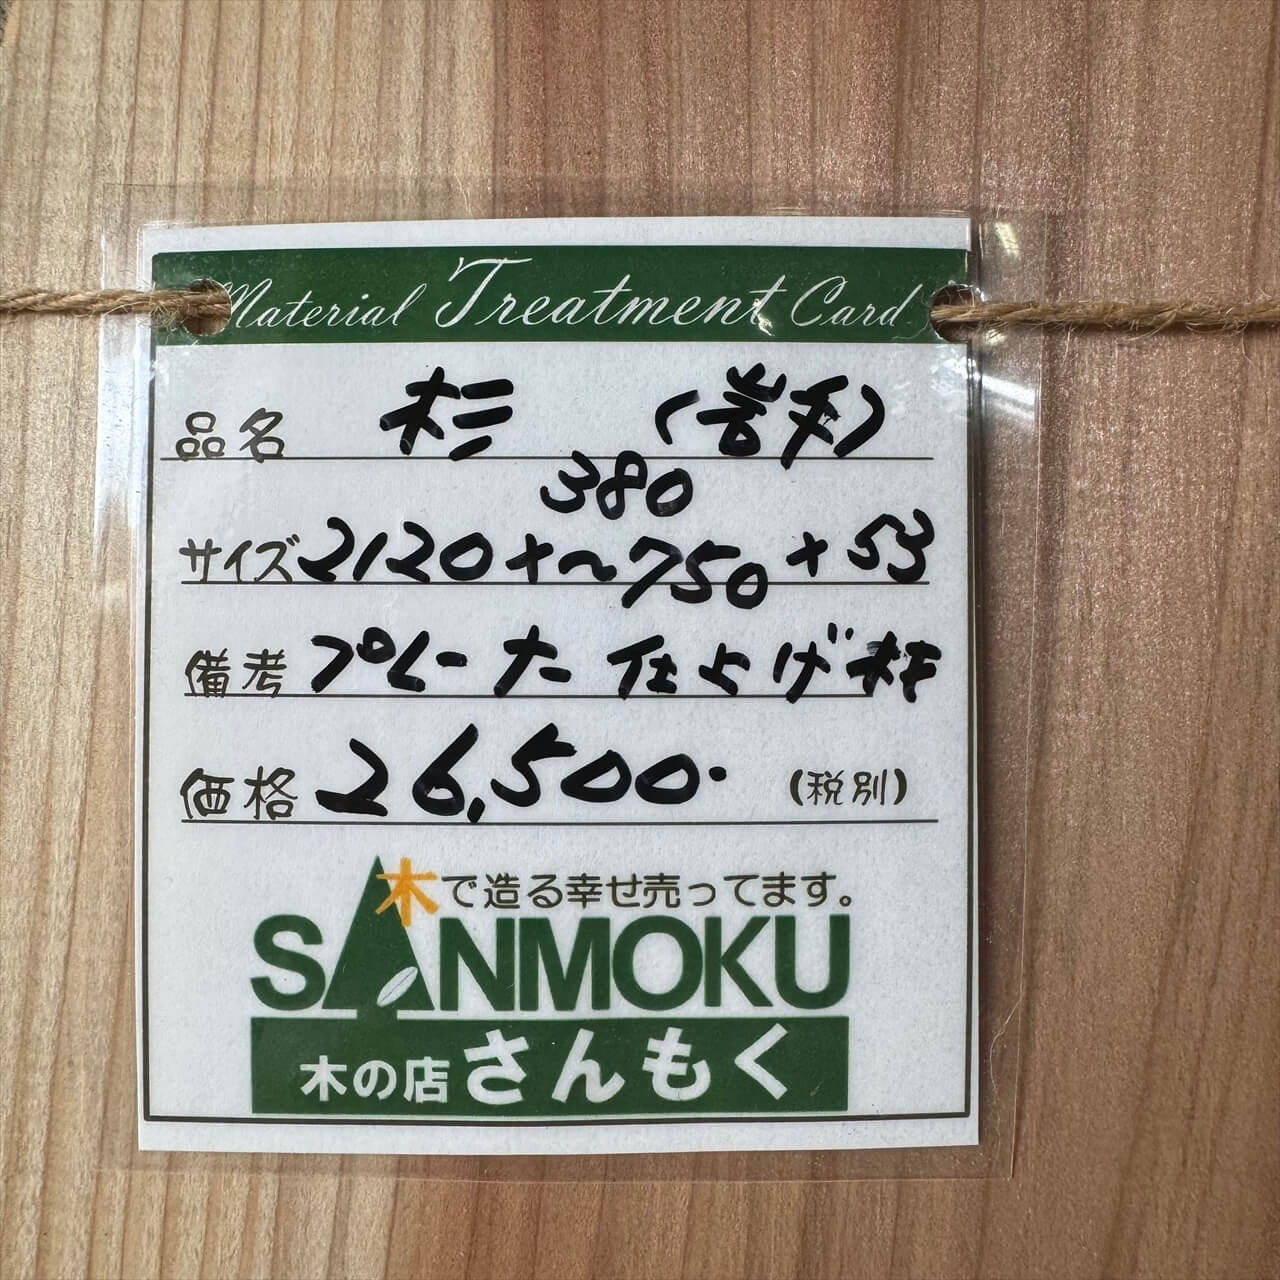 Material Treatment Card
品名 杉 (岩手)
380
サイズ 2120×~750×53
備考 プレーナー仕上げ材
価格 26,500. (税別)
木で造る幸せ売ってます。
SANMOKU
木の店さんもく